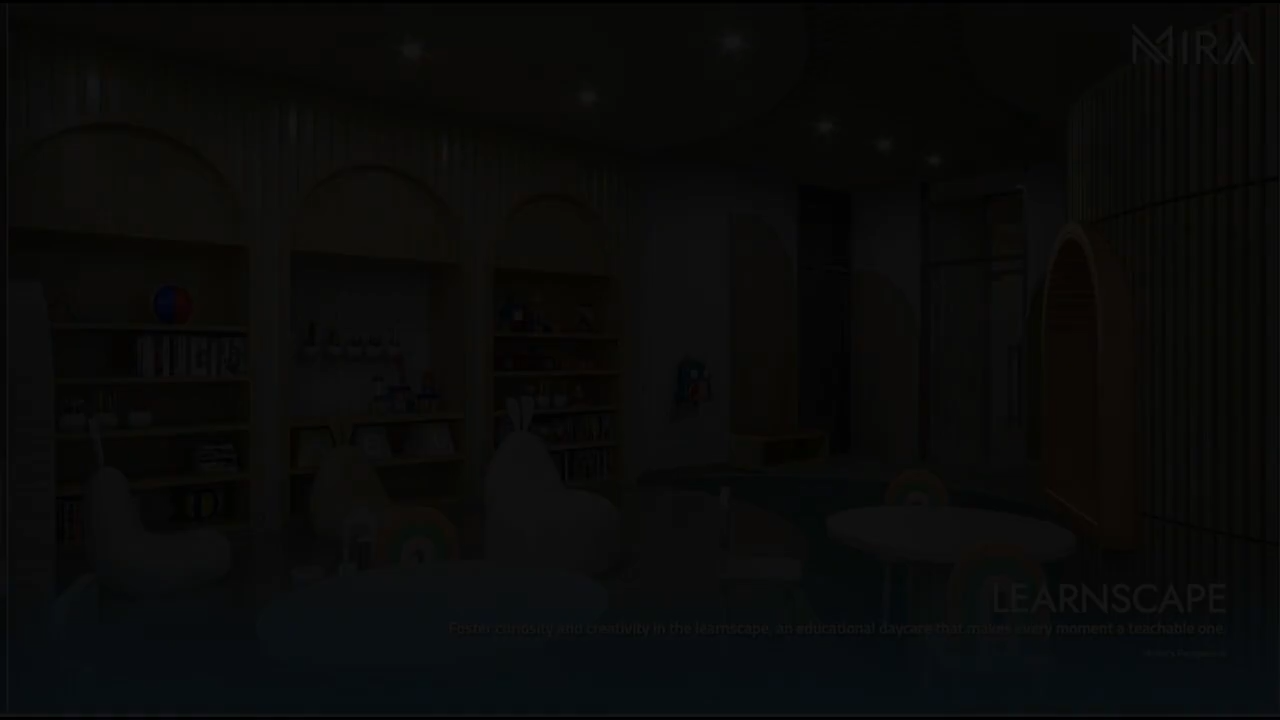 MIRA
LEARNSCAPE
Foster curiosity and creativity in the learnscape, an educational daycare that makes every moment a teachable one.